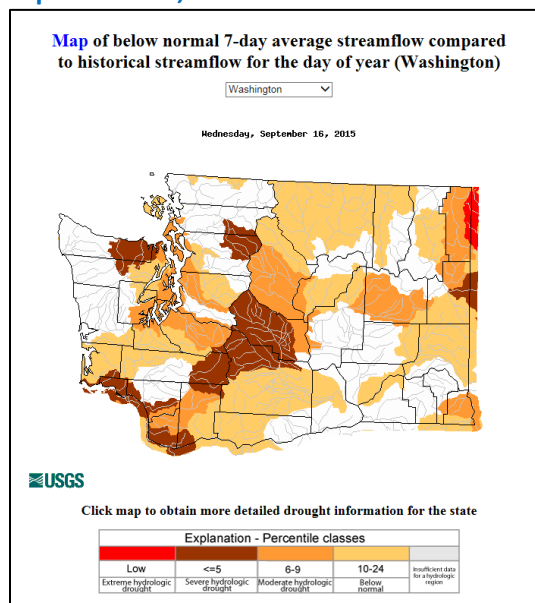 Map of below normal 7-day average streamflow compared
to historical streamflow for the day of year (Washington)
Washington
Wednesday, September 16, 2015
USGS
Click map to obtain more detailed drought information for the state
Explanation - Percentile classes
Low <=5 6-9 10-24 Insufficient data for a hydrologic region
Extreme hydrologic drought Severe hydrologic drought Moderate hydrologic drought Below normal